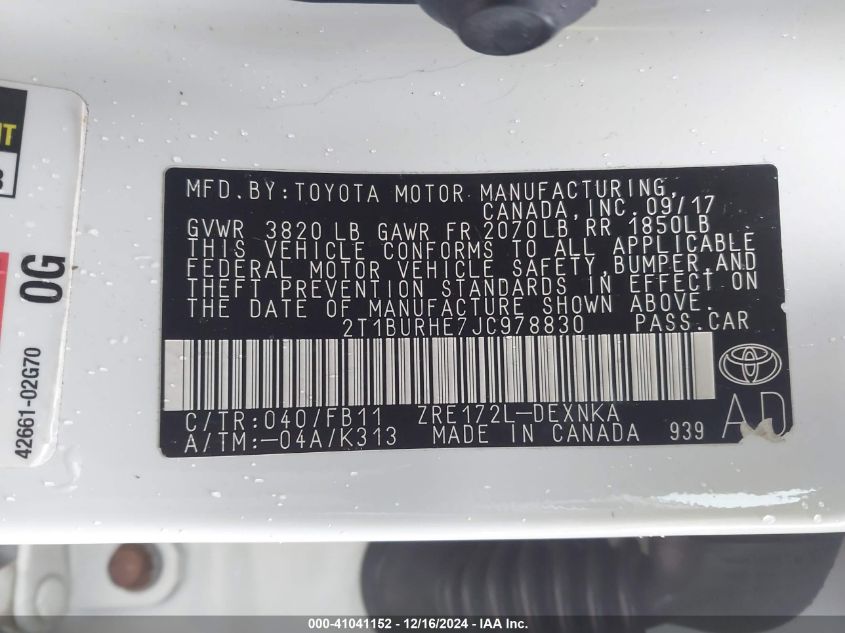 MFD.BY:TOYOTA MOTOR MANUFACTURING,
CANADA,INC. 09/17
GVWR 3820 LB GAWR FR 2070LB RR 1850LB
THIS VEHICLE CONFORMS TO ALL APPLICABLE
FEDERAL MOTOR VEHICLE SAFETY,BUMPER,AND
THEFT PREVENTION STANDARDS IN EFFECT ON
THE DATE OF MANUFACTURE SHOWN ABOVE.
2T1BURHE7JC978830 PASS.CAR
C/TR:040/FB11 ZRE172L-DEXNKA
A/TM:-04A/K313 MADE IN CANADA 939
AD
0G
42661-02G70
000-41041152 - 12/16/2024 - IAA Inc.